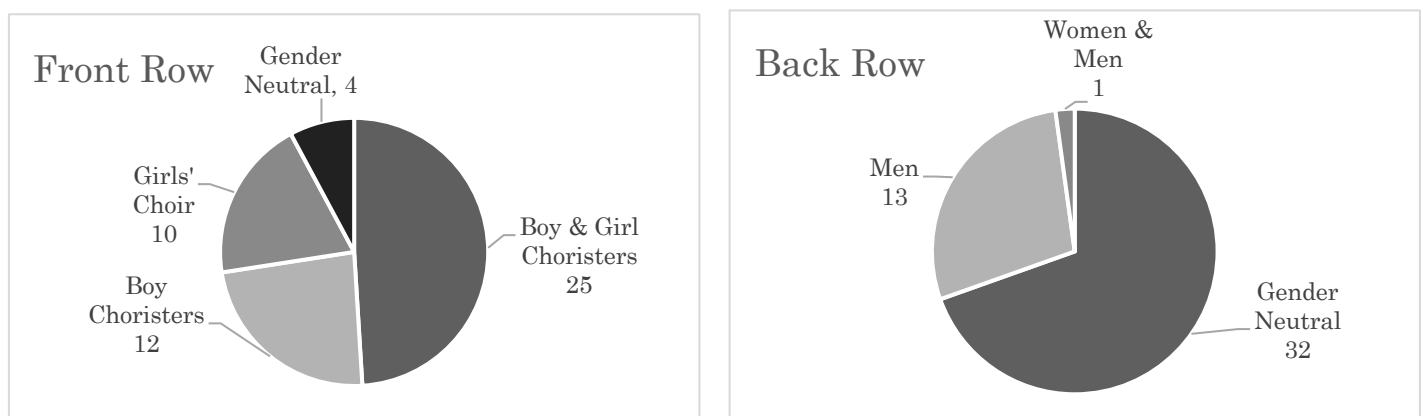 Front Row
Gender
Neutral, 4
Girls'
Choir
10
Boy
Choristers
12
Boy & Girl
Choristers
25
Back Row
Women &
Men
1
Men
13
Gender
Neutral
32